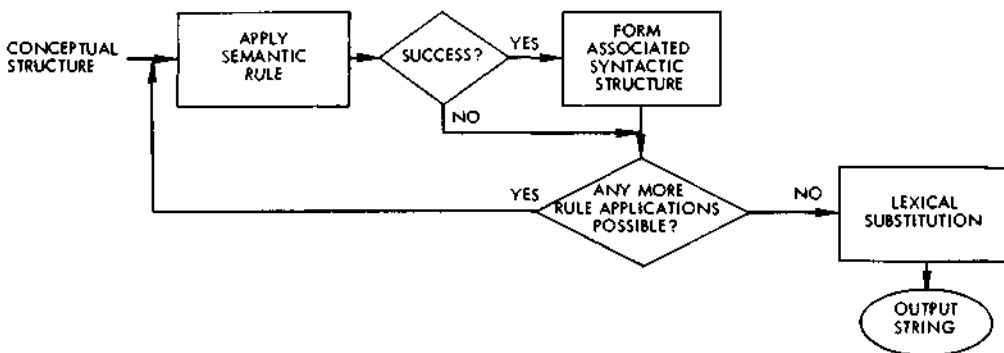 CONCEPTUAL
STRUCTURE
APPLY
SEMANTIC
RULE
SUCCESS?
YES
FORM
ASSOCIATED
SYNTACTIC
STRUCTURE
NO
YES
ANY MORE
RULE APPLICATIONS
POSSIBLE?
NO
LEXICAL
SUBSTITUTION
OUTPUT
STRING